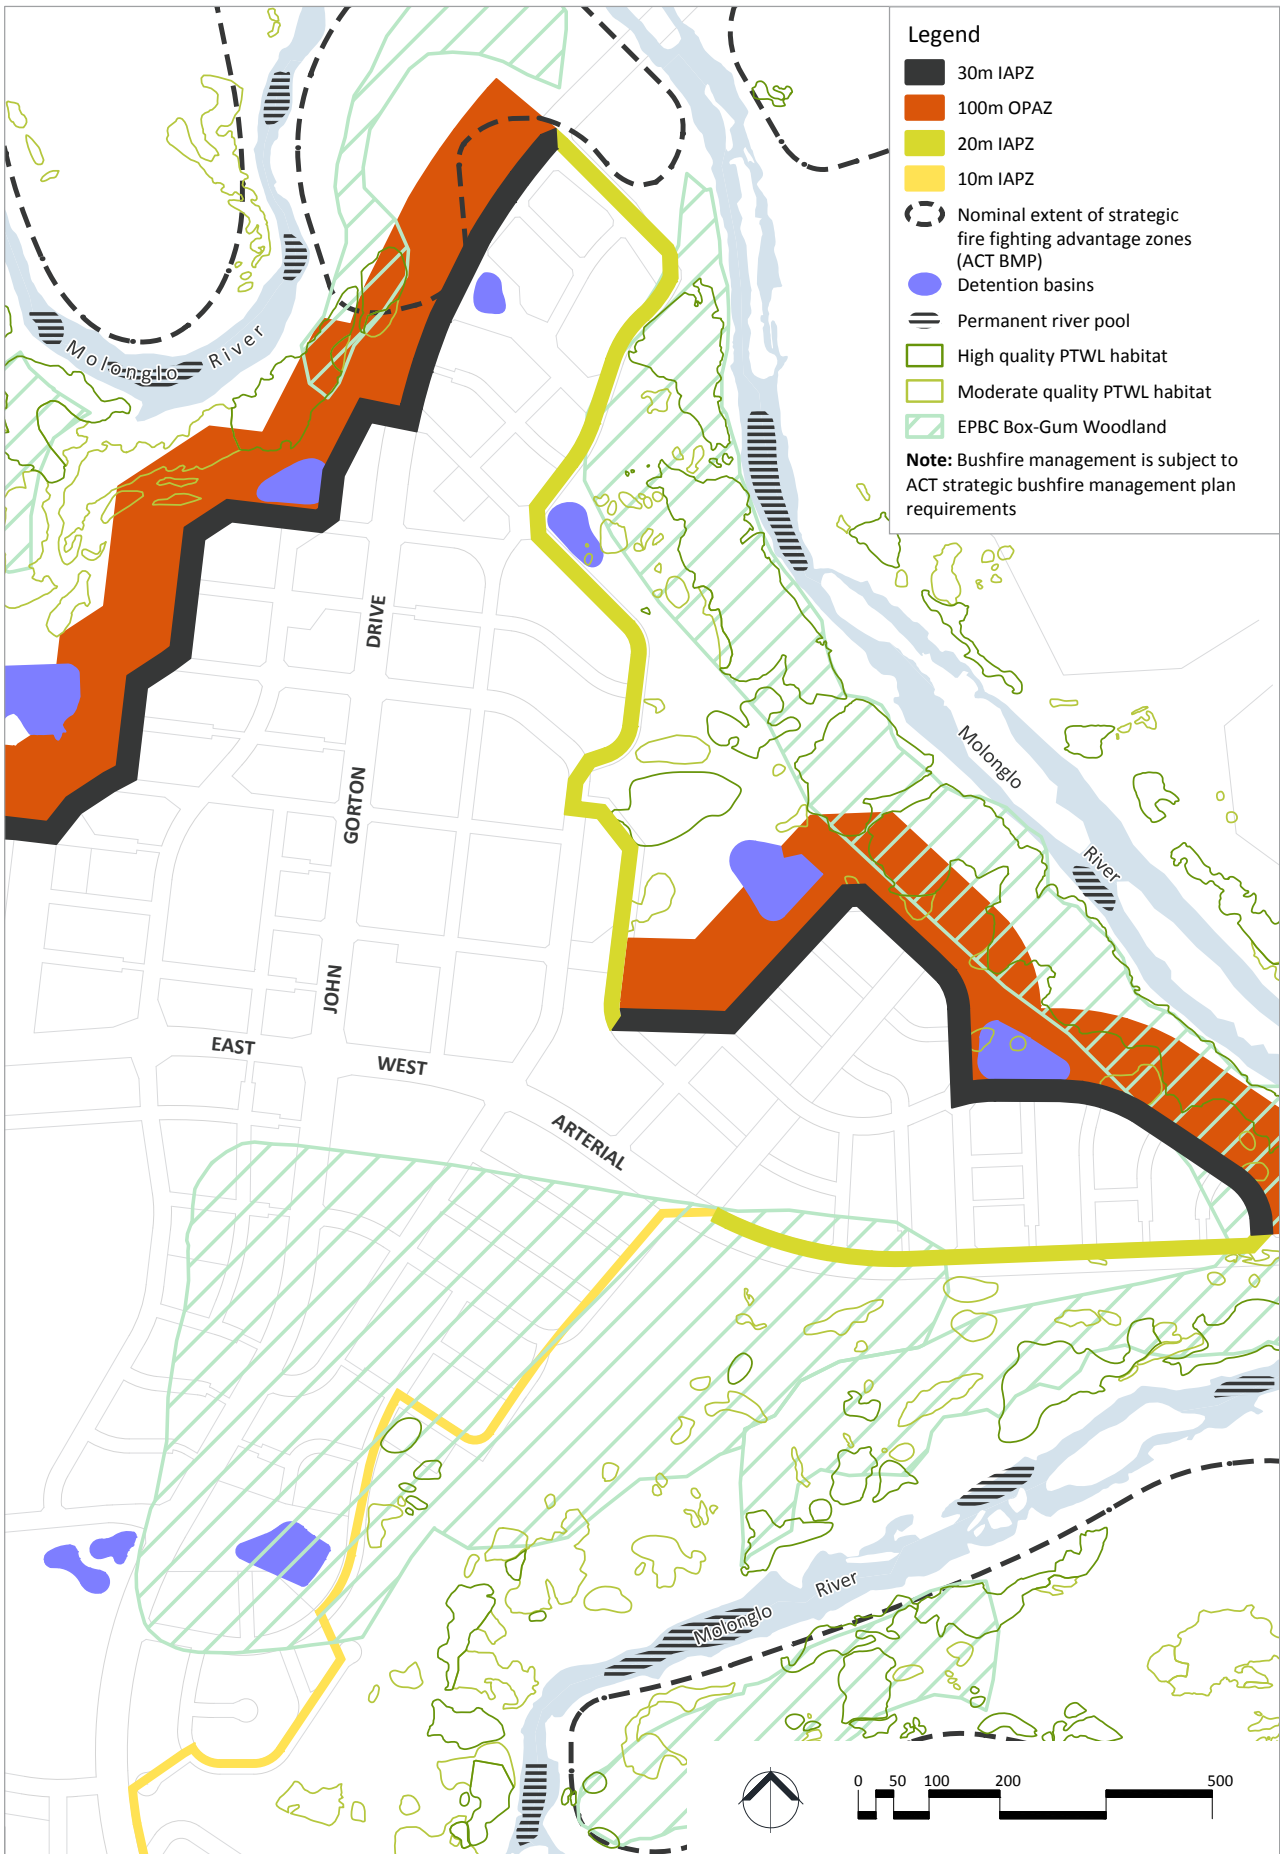 Legend
30m IAPZ
100m OPAZ
20m IAPZ
10m IAPZ
Nominal extent of strategic
fire fighting advantage zones
(ACT BMP)
Detention basins
Permanent river pool
High quality PTWL habitat
Moderate quality PTWL habitat
EPBC Box-Gum Woodland
Note: Bushfire management is subject to
ACT strategic bushfire management plan
requirements
Molonglo River
DRIVE
GORTON
JOHN
Molonglo
River
EAST
WEST
ARTERIAL
Molonglo
River
0 50 100 200 500